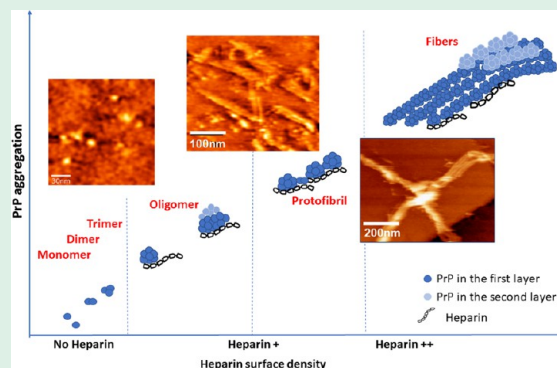 PrP aggregation
Fibers
100nm
30nm
Trimer
Dimer
Monomer
Oligomer
Protofibril
200nm
PrP in the first layer
PrP in the second layer
Heparin
No Heparin
Heparin +
Heparin ++
Heparin surface density